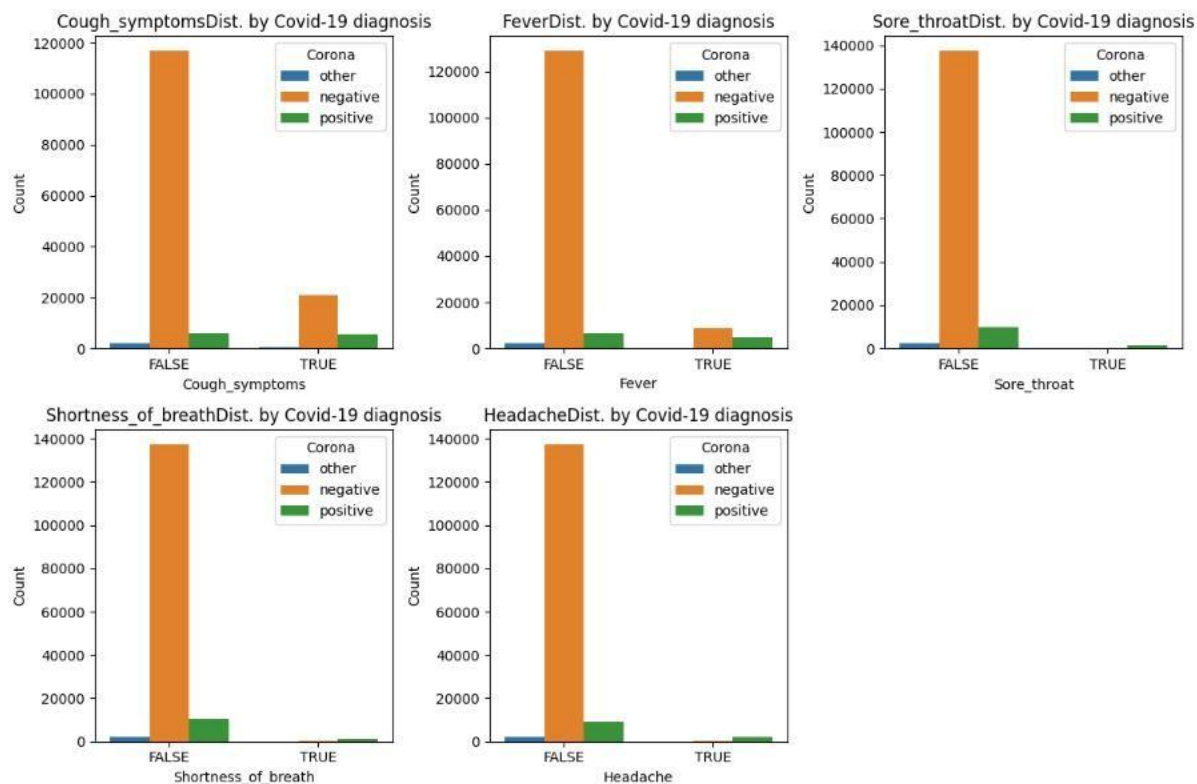 Cough_symptomsDist. by Covid-19 diagnosis
120000
100000
80000
60000
40000
20000
0
Count
Corona
other
negative
positive
FALSE
TRUE
Cough_symptoms
FeverDist. by Covid-19 diagnosis
120000
100000
80000
60000
40000
20000
0
Count
Corona
other
negative
positive
FALSE
TRUE
Fever
Sore_throatDist. by Covid-19 diagnosis
140000
120000
100000
80000
60000
40000
20000
0
Count
Corona
other
negative
positive
FALSE
TRUE
Sore_throat
Shortness_of_breathDist. by Covid-19 diagnosis
140000
120000
100000
80000
60000
40000
20000
0
Count
Corona
other
negative
positive
FALSE
TRUE
Shortness_of_breath
HeadacheDist. by Covid-19 diagnosis
140000
120000
100000
80000
60000
40000
20000
0
Count
Corona
other
negative
positive
FALSE
TRUE
Headache